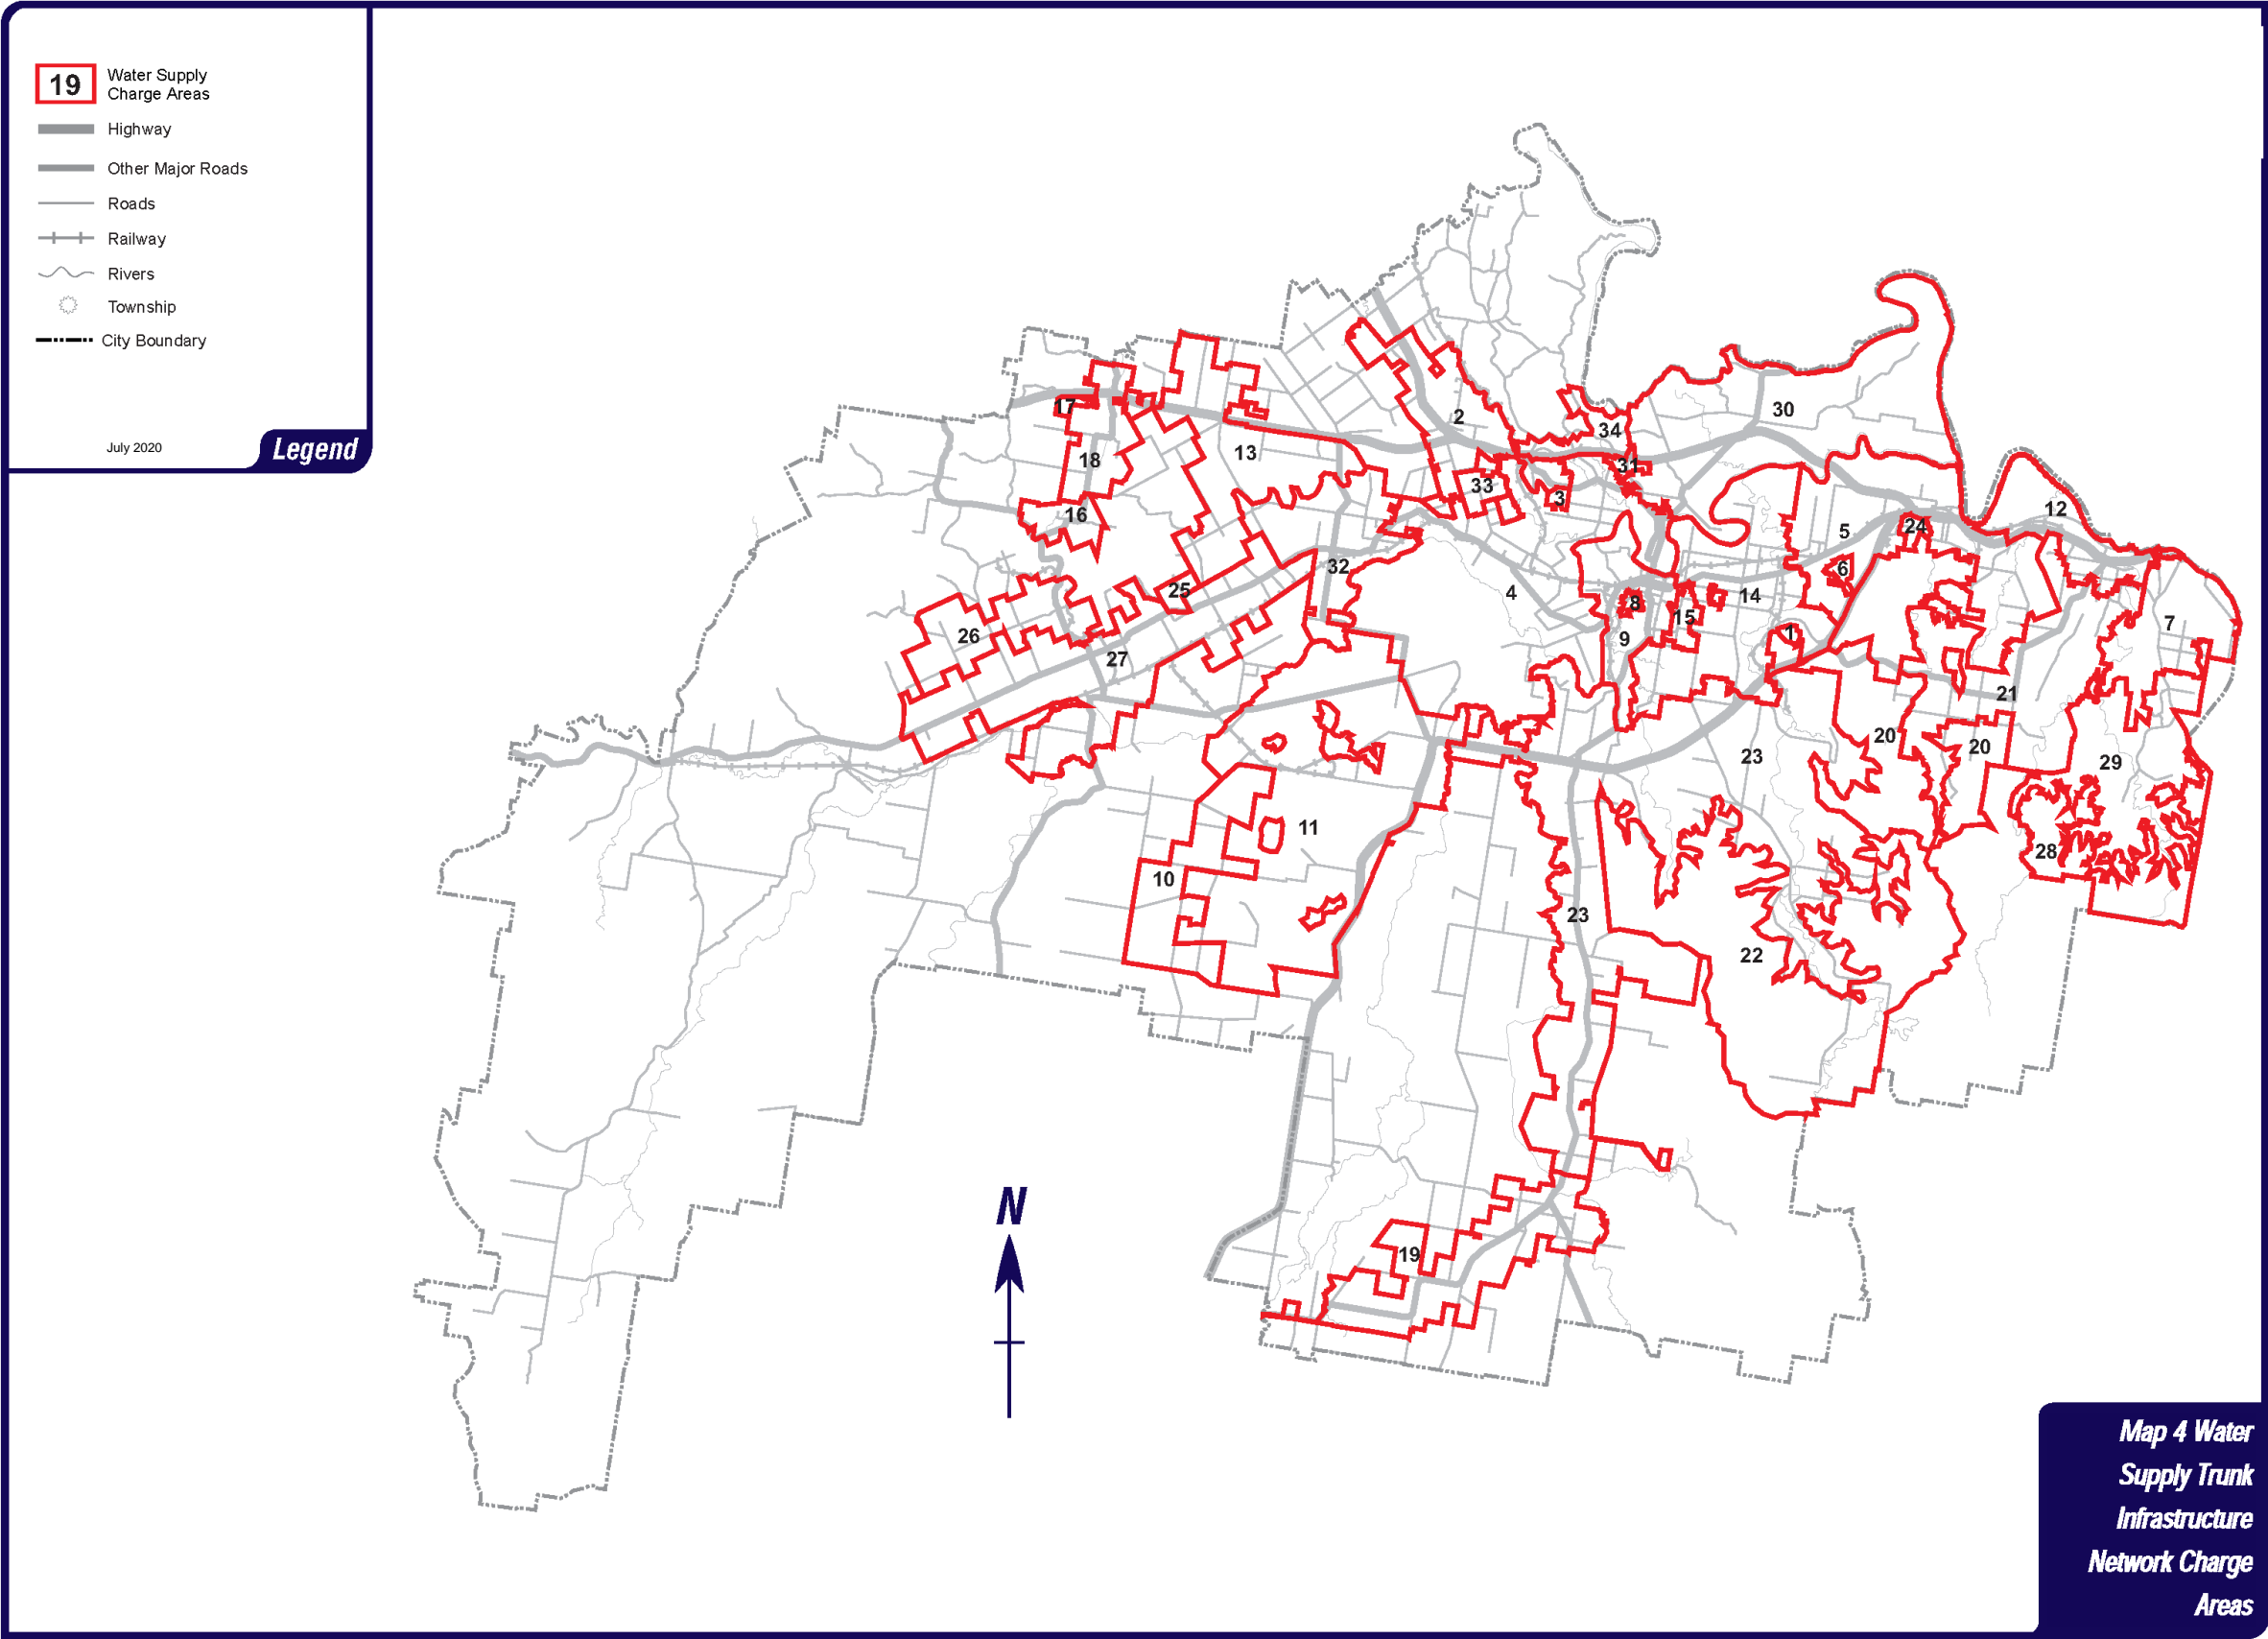 19
Water Supply
Charge Areas
Highway
Other Major Roads
Roads
Railway
Rivers
Township
City Boundary
July 2020
Legend
17
18
16
13
2
34
30
31
33
3
12
5
24
6
32
25
4
8
15
14
9
1
7
26
27
21
20
20
23
29
11
10
28
23
22
19
N
Map 4 Water
Supply Trunk
Infrastructure
Network Charge
Areas